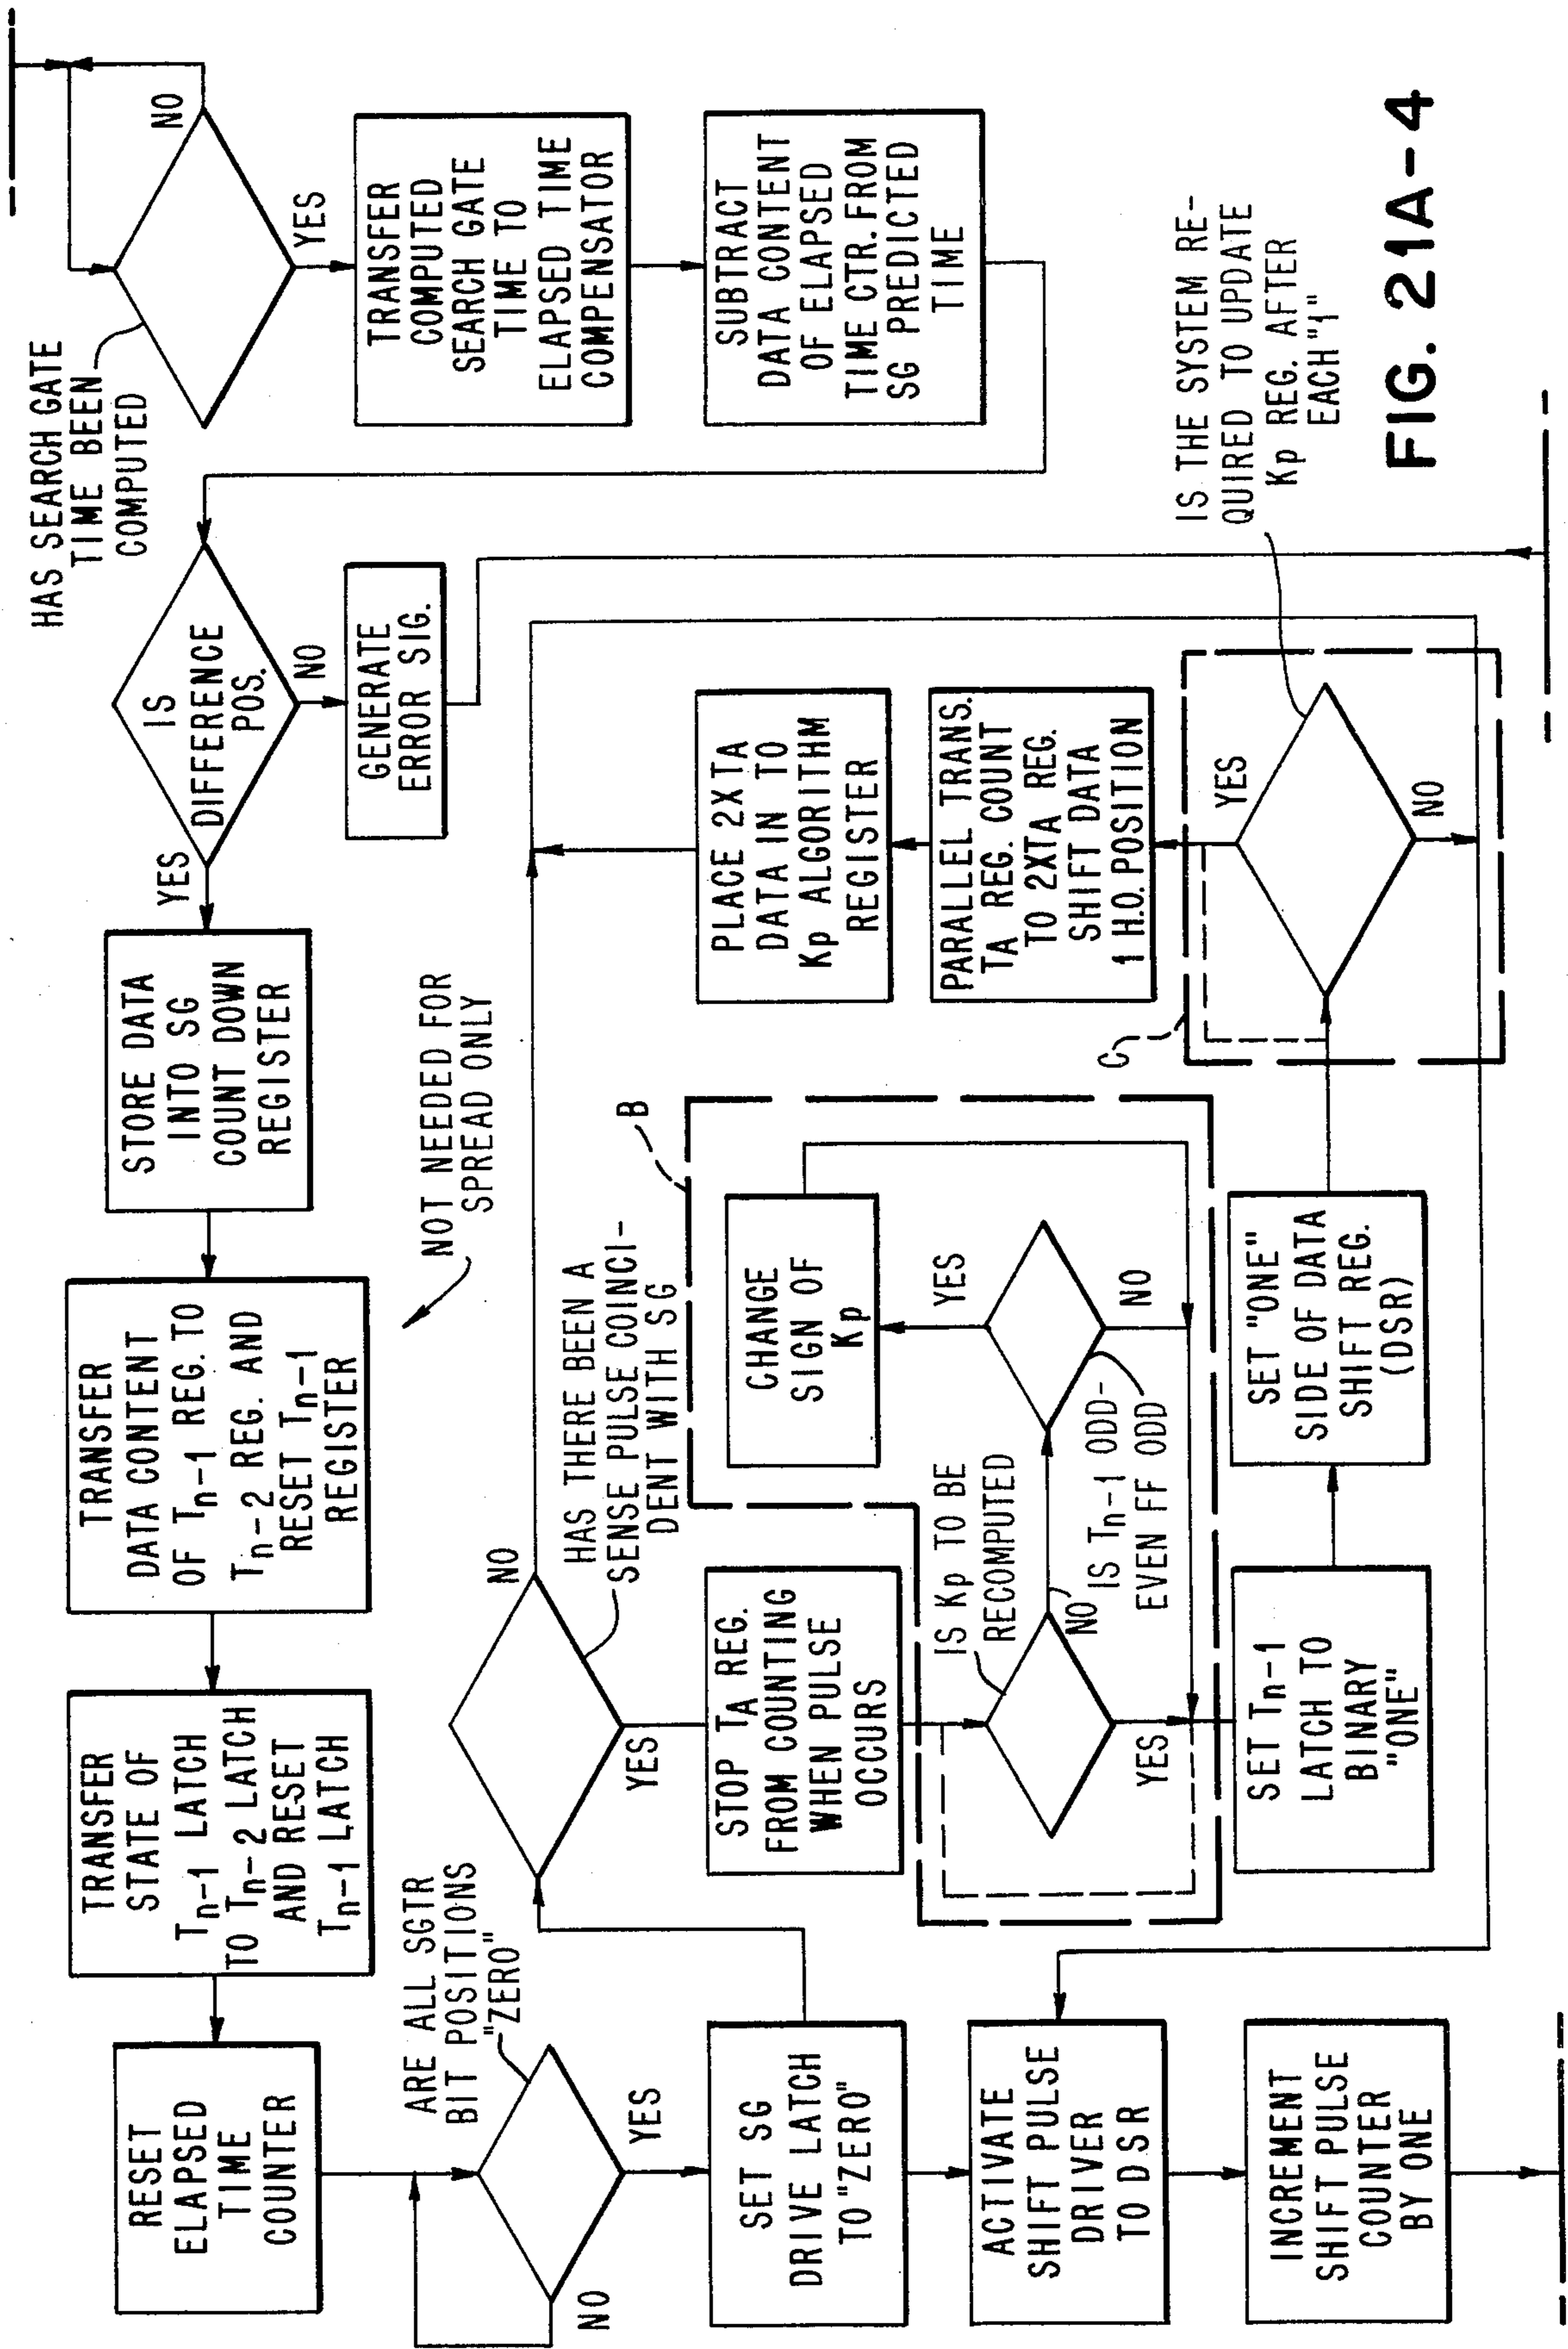 HAS SEARCH GATE
TIME BEEN
COMPUTED
NO
YES
TRANSFER
COMPUTED
SEARCH GATE
TIME TO
ELAPSED TIME
COMPENSATOR
SUBTRACT
DATA CONTENT
OF ELAPSED
TIME CTR. FROM
SG PREDICTED
TIME
IS
DIFFERENCE
POS.
NO
YES
GENERATE
ERROR SIG.
STORE DATA
INTO SG
COUNT DOWN
REGISTER
TRANSFER
DATA CONTENT
OF Tn-1 REG. TO
Tn-2 REG. AND
RESET Tn-1
REGISTER
NOT NEEDED FOR
SPREAD ONLY
TRANSFER
STATE OF
Tn-1 LATCH
TO Tn-2 LATCH
AND RESET
Tn-1 LATCH
RESET
ELAPSED
TIME
COUNTER
ARE ALL SGTR
BIT POSITIONS
"ZERO"
NO
YES
SET SG
DRIVE LATCH
TO "ZERO"
HAS THERE BEEN A
SENSE PULSE COINCI-
DENT WITH SG
NO
YES
STOP TA REG.
FROM COUNTING
WHEN PULSE
OCCURS
B
IS Kp TO BE
RECOMPUTED
NO
YES
IS Tn-1 ODD-
EVEN FF ODD
YES
NO
CHANGE
SIGN OF
Kp
SET Tn-1
LATCH TO
BINARY
"ONE"
SET "ONE"
SIDE OF DATA
SHIFT REG.
(DSR)
C
IS THE SYSTEM RE-
QUIRED TO UPDATE
Kp REG. AFTER
EACH "1"
YES
NO
PARALLEL TRANS.
TA REG. COUNT
TO 2XTA REG.
SHIFT DATA
1 H.O. POSITION
PLACE 2XTA
DATA IN TO
Kp ALGORITHM
REGISTER
ACTIVATE
SHIFT PULSE
DRIVER
TO DSR
INCREMENT
SHIFT PULSE
COUNTER
BY ONE
FIG. 21A-4